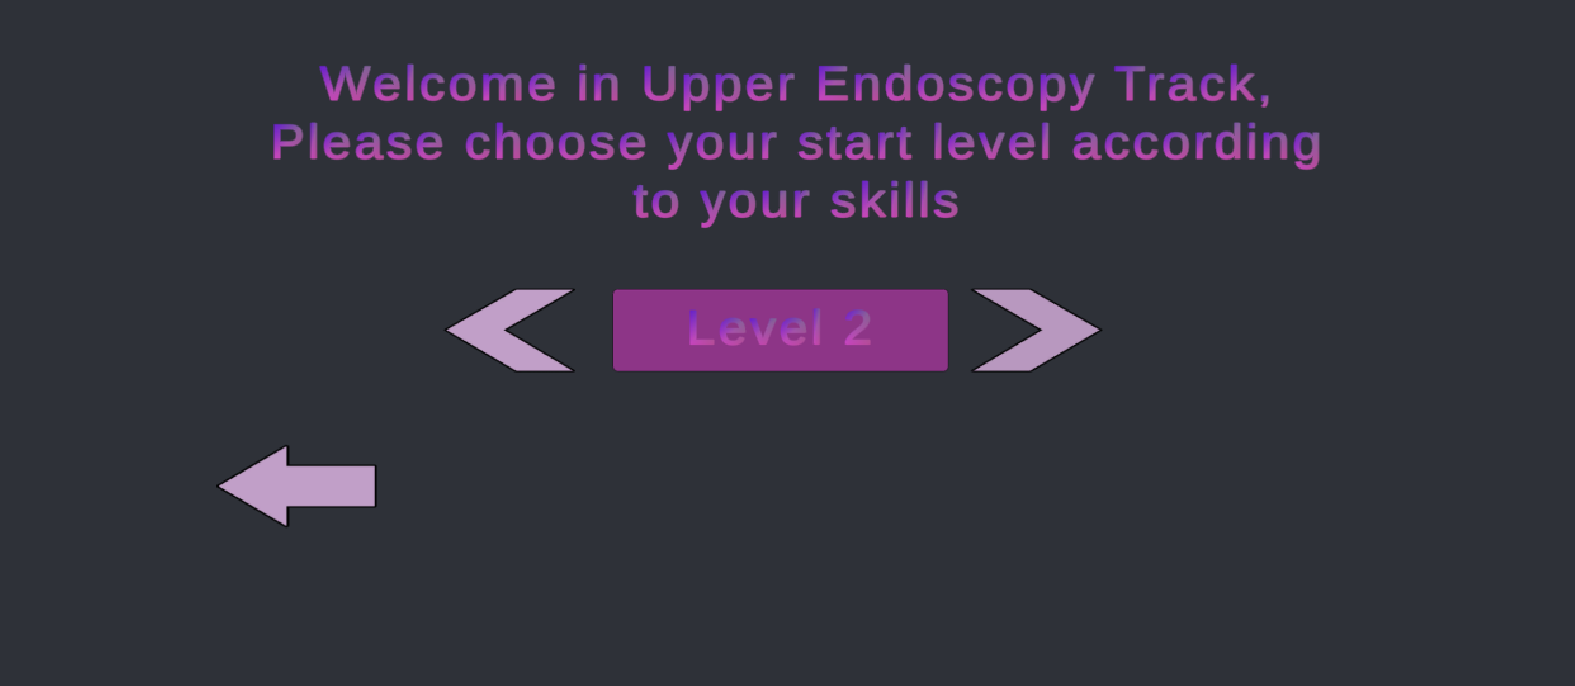 Welcome in Upper Endoscopy Track,
Please choose your start level according
to your skills
Level 2